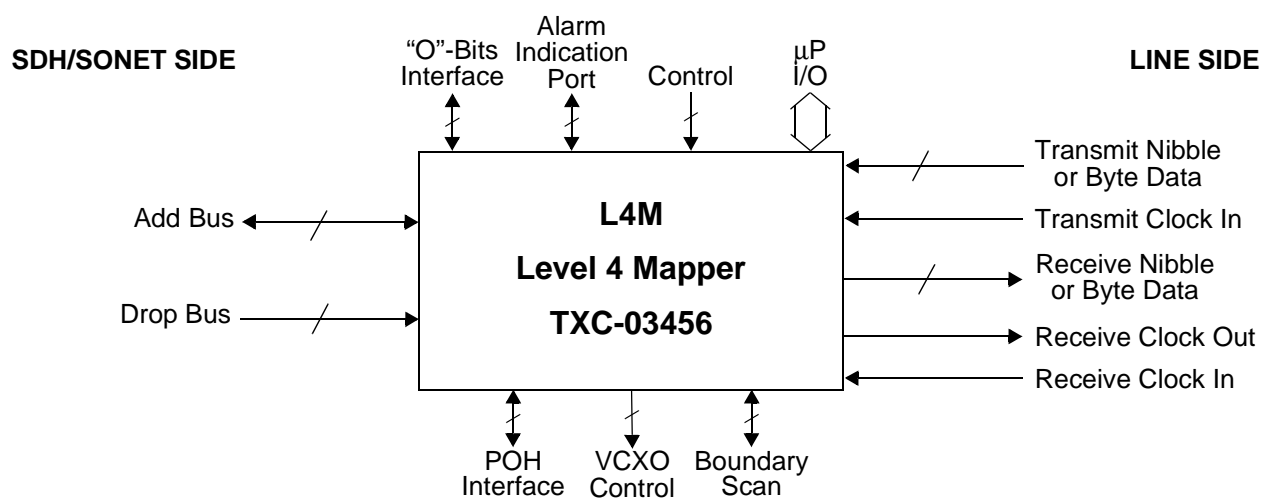 SDH/SONET SIDE
“O”-Bits
Interface
Alarm
Indication
Port
Control
μP
I/O
LINE SIDE
Add Bus
Drop Bus
L4M
Level 4 Mapper
TXC-03456
Transmit Nibble
or Byte Data
Transmit Clock In
Receive Nibble
or Byte Data
Receive Clock Out
Receive Clock In
POH
Interface
VCXO
Control
Boundary
Scan